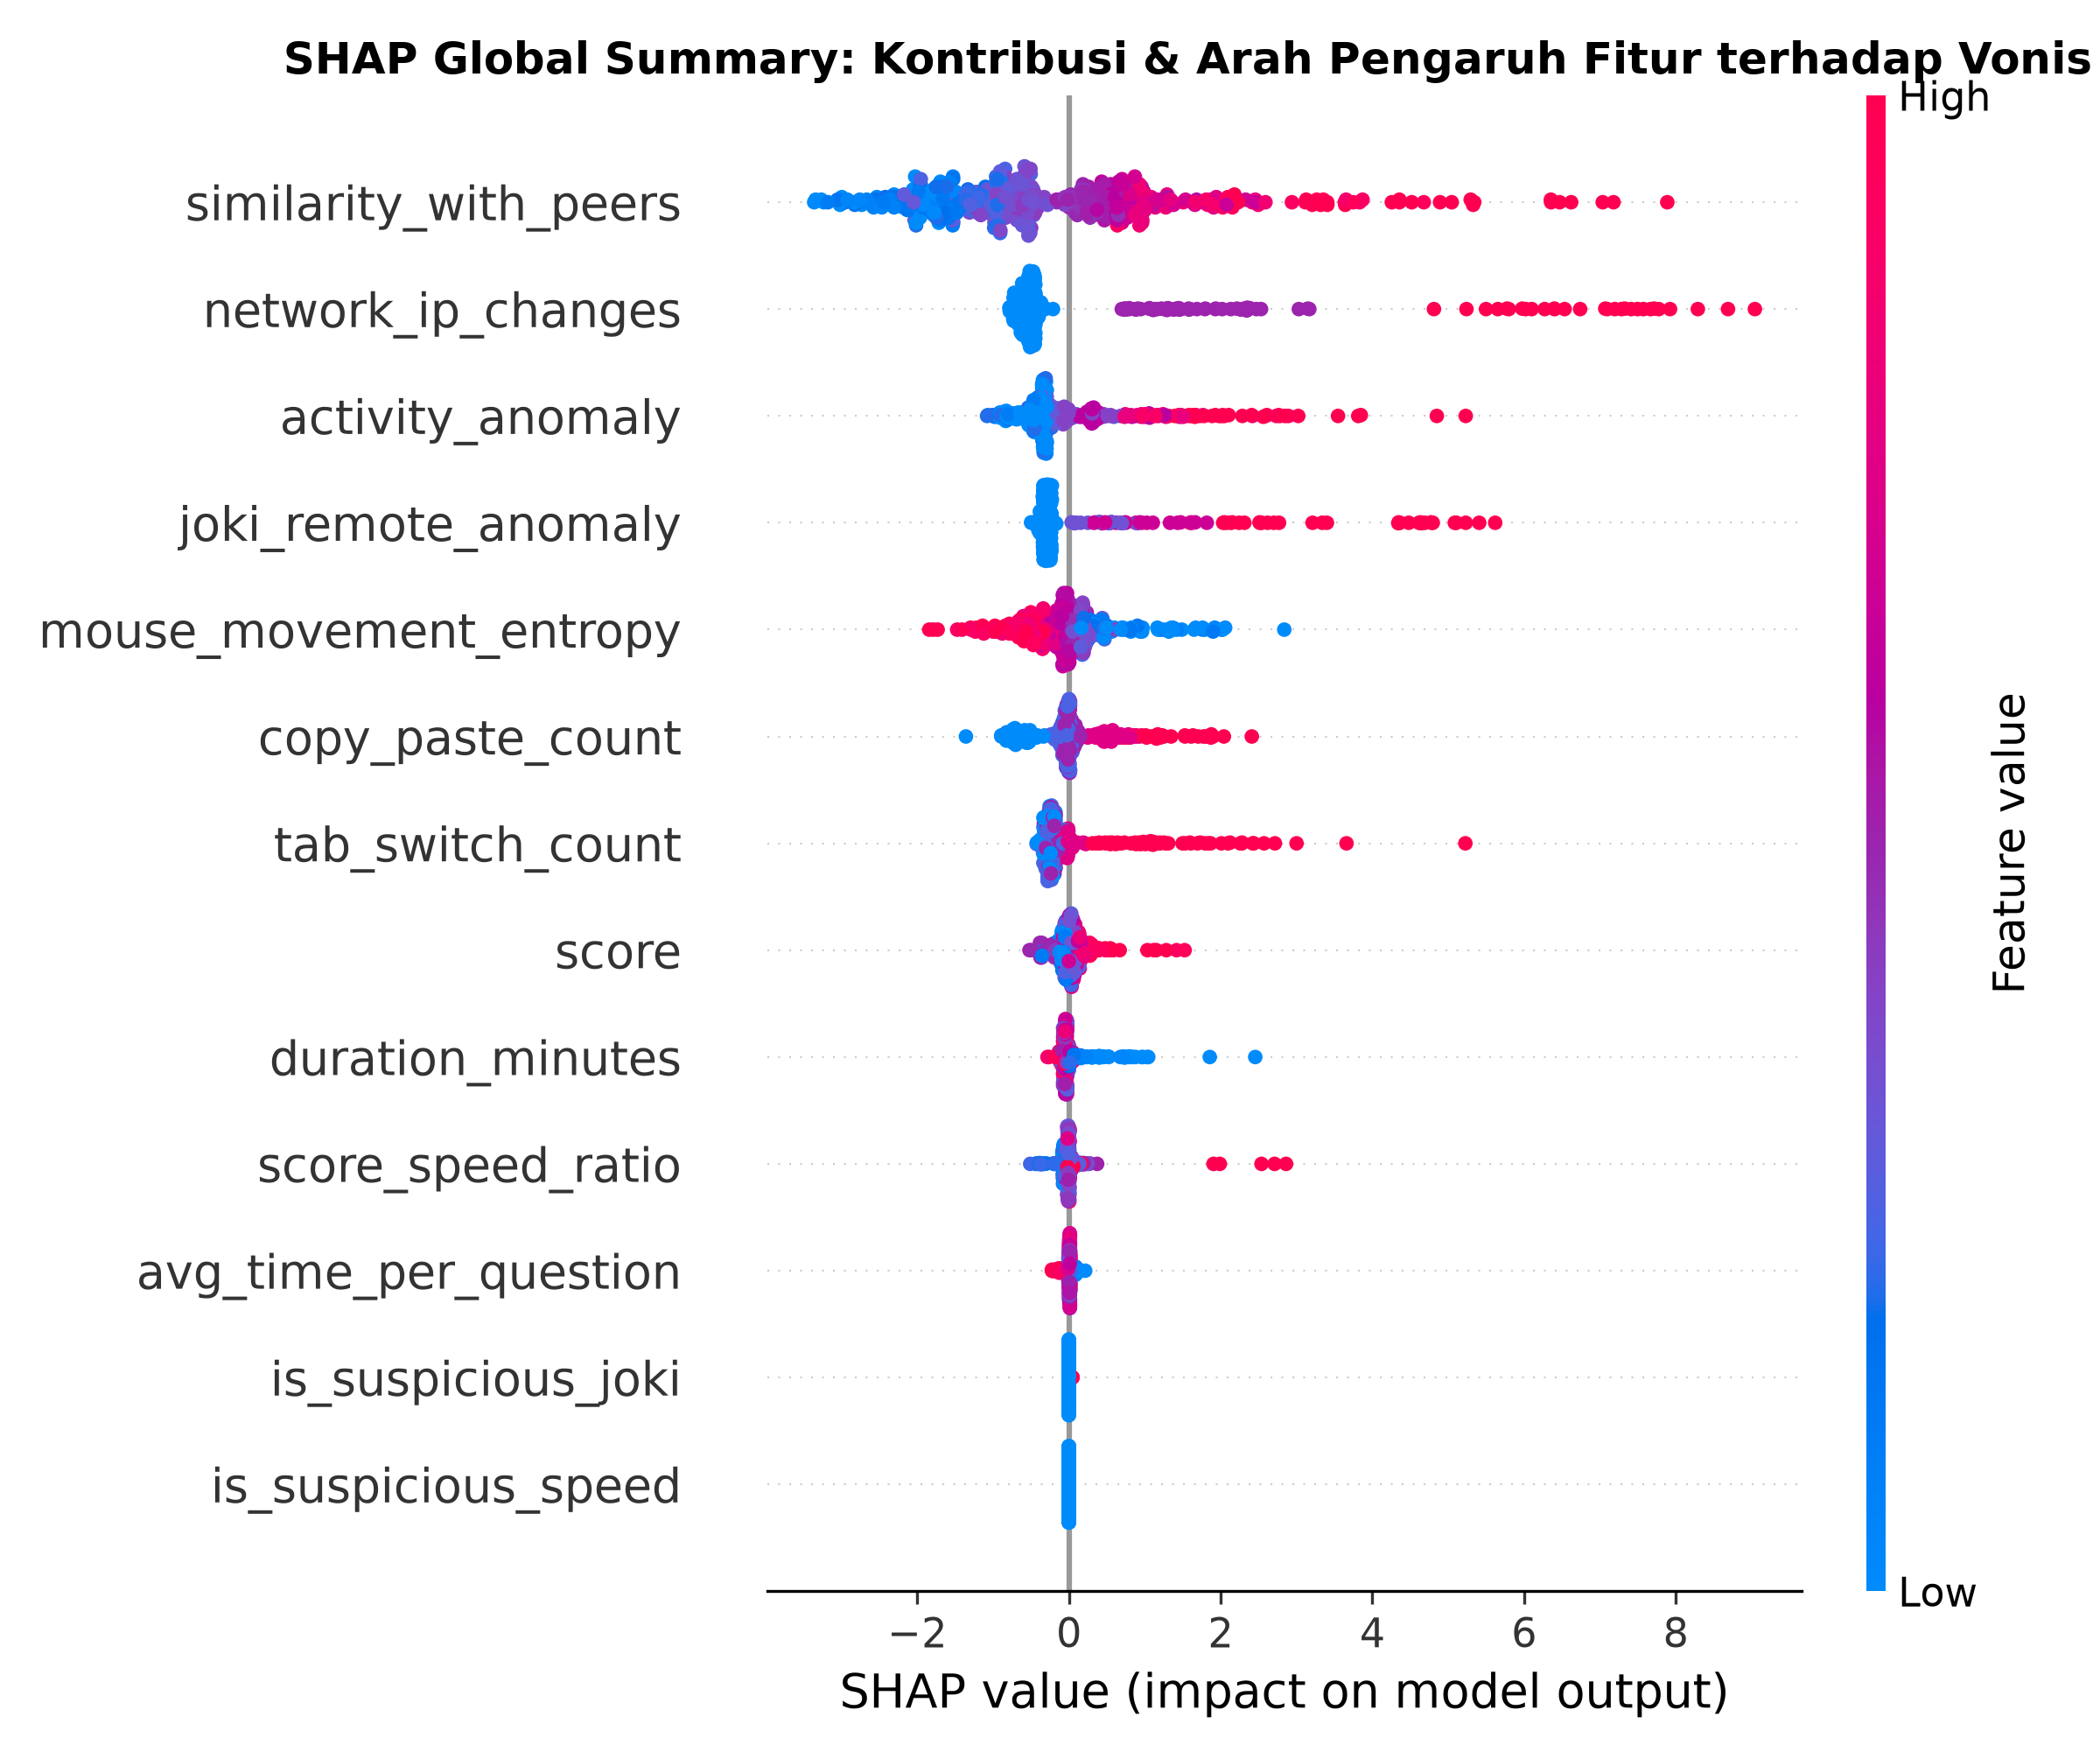 SHAP Global Summary: Kontribusi & Arah Pengaruh Fitur terhadap Vonis
High
similarity_with_peers
network_ip_changes
activity_anomaly
joki_remote_anomaly
mouse_movement_entropy
copy_paste_count
tab_switch_count
score
duration_minutes
score_speed_ratio
avg_time_per_question
is_suspicious_joki
is_suspicious_speed
Feature value
Low
−2 0 2 4 6 8
SHAP value (impact on model output)